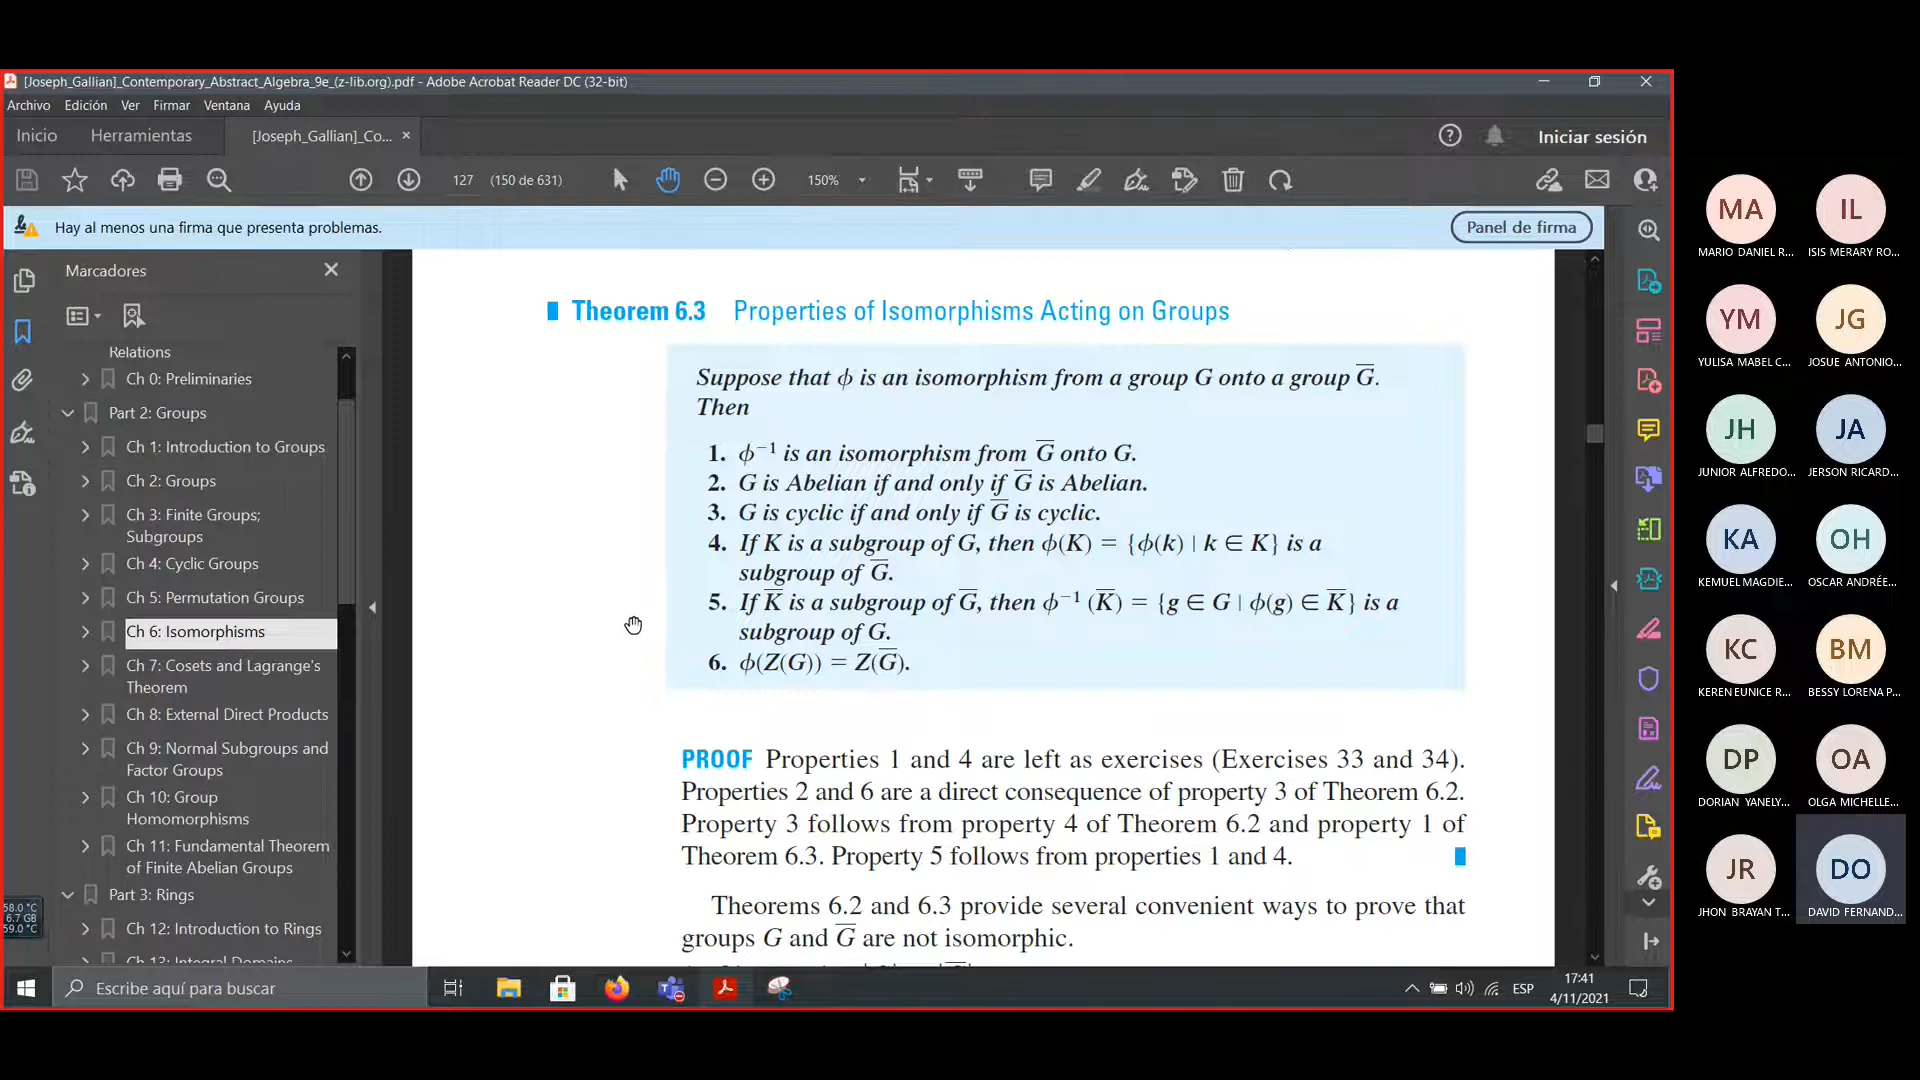 [Joseph_Gallian]_Contemporary_Abstract_Algebra_9e_(z-lib.org).pdf - Adobe Acrobat Reader DC (32-bit)
Archivo Edición Ver Firmar Ventana Ayuda
Inicio Herramientas [Joseph_Gallian]_Co... × Iniciar sesión
127 (150 de 631) 150%
Hay al menos una firma que presenta problemas. Panel de firma
Marcadores
Relations
Ch 0: Preliminaries
Part 2: Groups
Ch 1: Introduction to Groups
Ch 2: Groups
Ch 3: Finite Groups;
Subgroups
Ch 4: Cyclic Groups
Ch 5: Permutation Groups
Ch 6: Isomorphisms
Ch 7: Cosets and Lagrange's
Theorem
Ch 8: External Direct Products
Ch 9: Normal Subgroups and
Factor Groups
Ch 10: Group
Homomorphisms
Ch 11: Fundamental Theorem
of Finite Abelian Groups
Part 3: Rings
Ch 12: Introduction to Rings
Ch 13: Integral Domains
58.0 °C
6.7 GB
59.0 °C
Theorem 6.3 Properties of Isomorphisms Acting on Groups
Suppose that ϕ is an isomorphism from a group G onto a group G̅.
Then
1. ϕ⁻¹ is an isomorphism from G̅ onto G.
2. G is Abelian if and only if G̅ is Abelian.
3. G is cyclic if and only if G̅ is cyclic.
4. If K is a subgroup of G, then ϕ(K) = {ϕ(k) | k ∈ K} is a
subgroup of G̅.
5. If K̅ is a subgroup of G̅, then ϕ⁻¹ (K̅) = {g ∈ G | ϕ(g) ∈ K̅} is a
subgroup of G.
6. ϕ(Z(G)) = Z(G̅).
PROOF Properties 1 and 4 are left as exercises (Exercises 33 and 34).
Properties 2 and 6 are a direct consequence of property 3 of Theorem 6.2.
Property 3 follows from property 4 of Theorem 6.2 and property 1 of
Theorem 6.3. Property 5 follows from properties 1 and 4.
Theorems 6.2 and 6.3 provide several convenient ways to prove that
groups G and G̅ are not isomorphic.
Escribe aquí para buscar
ESP
17:41
4/11/2021
MA IL
MARIO DANIEL R... ISIS MERARY RO...
YM JG
YULISA MABEL C... JOSUE ANTONIO...
JH JA
JUNIOR ALFREDO... JERSON RICARD...
KA OH
KEMUEL MAGDIE... OSCAR ANDRÉE...
KC BM
KEREN EUNICE R... BESSY LORENA P...
DP OA
DORIAN YANELY... OLGA MICHELLE...
JR DO
JHON BRAYAN T... DAVID FERNAND...